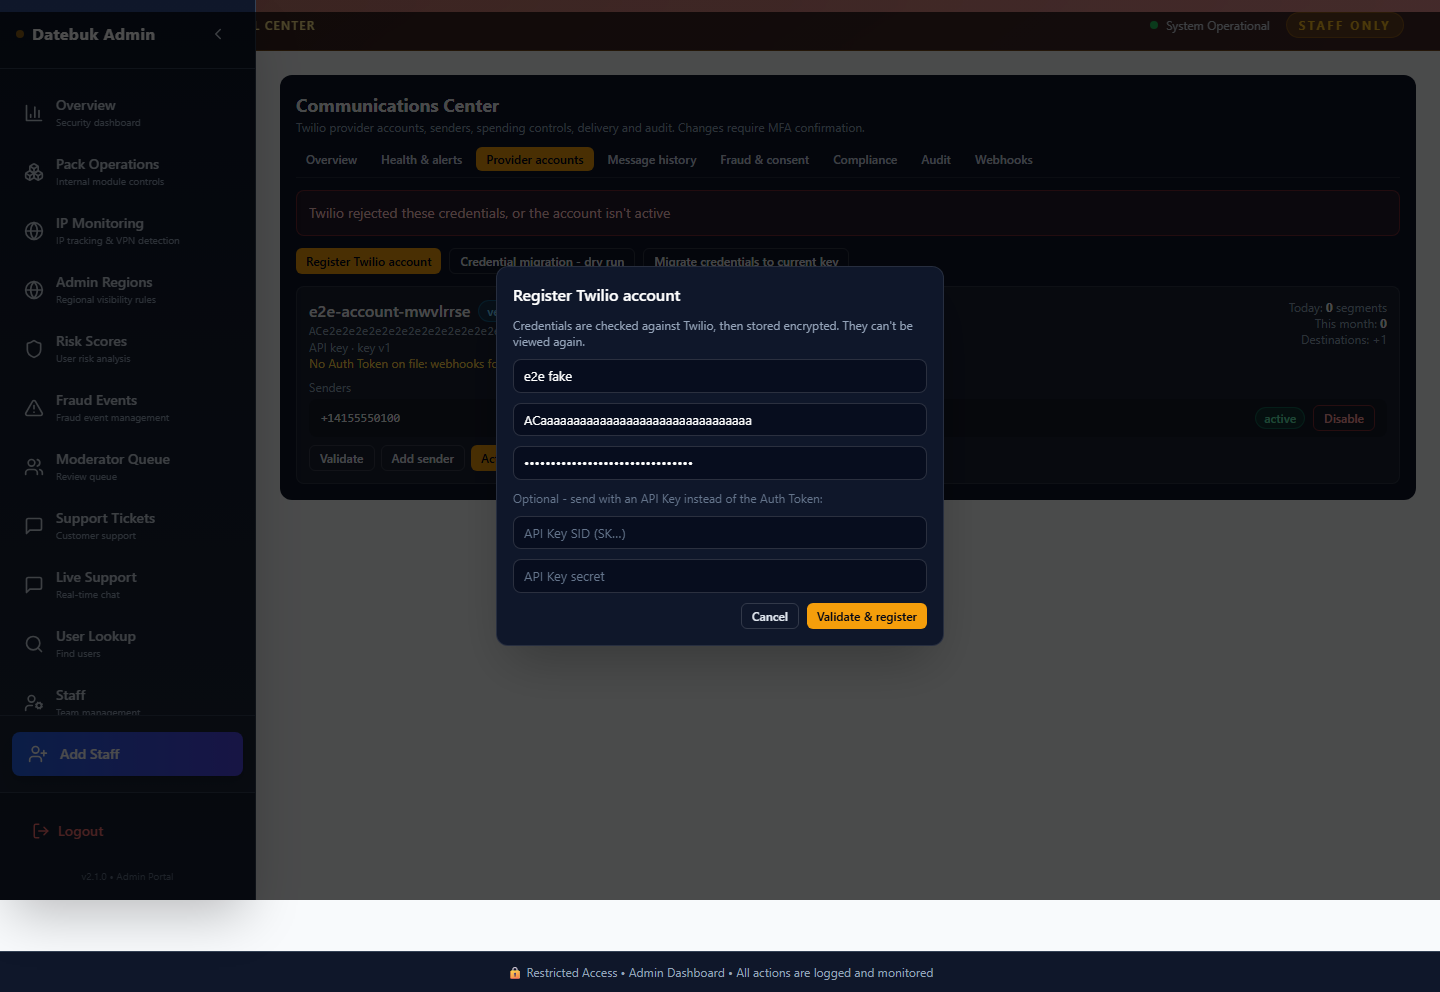 Datebuk Admin
CENTER
System Operational
STAFF ONLY
Overview
Security dashboard
Pack Operations
Internal module controls
IP Monitoring
IP tracking & VPN detection
Admin Regions
Regional visibility rules
Risk Scores
User risk analysis
Fraud Events
Fraud event management
Moderator Queue
Review queue
Support Tickets
Customer support
Live Support
Real-time chat
User Lookup
Find users
Staff
Team management
Add Staff
Logout
v2.1.0 • Admin Portal
Communications Center
Twilio provider accounts, senders, spending controls, delivery and audit. Changes require MFA confirmation.
Overview Health & alerts Provider accounts Message history Fraud & consent Compliance Audit Webhooks
Twilio rejected these credentials, or the account isn't active
Register Twilio account Credential migration - dry run Migrate credentials to current key
e2e-account-mwvlrrse
API key · key v1
No Auth Token on file: webhooks
Senders
+14155550100
Validate Add sender
Today: 0 segments
This month: 0
Destinations: +1
active Disable
Register Twilio account
Credentials are checked against Twilio, then stored encrypted. They can't be
viewed again.
e2e fake
ACaaaaaaaaaaaaaaaaaaaaaaaaaaaaaaaa
••••••••••••••••••••••••••••••••
Optional - send with an API Key instead of the Auth Token:
API Key SID (SK...)
API Key secret
Cancel Validate & register
🔒 Restricted Access • Admin Dashboard • All actions are logged and monitored